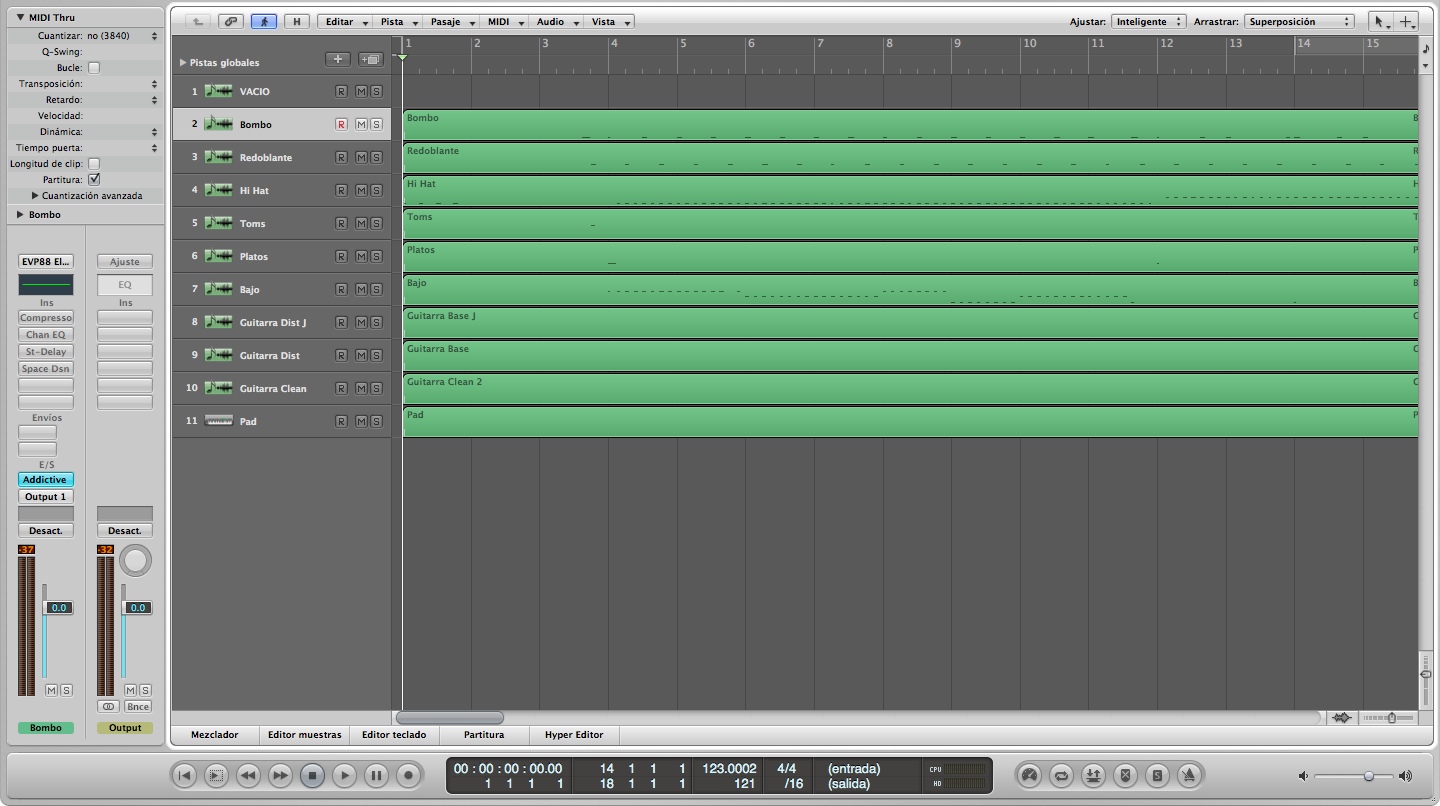 MIDI Thru
Cuantizar: no (3840)
Q-Swing:
Bucle:
Transposición:
Retardo:
Velocidad:
Dinámica:
Tiempo puerta:
Longitud de clip:
Partitura:
Cuantización avanzada
Bombo
EVP88 El... Ajuste
EQ
Ins Ins
Compresso
Chan EQ
St-Delay
Space Dsn
Envíos
E/S
Addictive
Output 1
Desact. Desact.
-37 -32
0.0 0.0
M S M S
Bnce
Bombo Output
H Editar Pista Pasaje MIDI Audio Vista Ajustar: Inteligente Arrastrar: Superposición
1 2 3 4 5 6 7 8 9 10 11 12 13 14 15
Pistas globales
1 VACIO R M S
2 Bombo R M S Bombo B
3 Redoblante R M S Redoblante R
4 Hi Hat R M S Hi Hat H
5 Toms R M S Toms T
6 Platos R M S Platos P
7 Bajo R M S Bajo B
8 Guitarra Dist J R M S Guitarra Base J G
9 Guitarra Dist R M S Guitarra Base G
10 Guitarra Clean R M S Guitarra Clean 2 G
11 Pad R M S Pad P
Mezclador Editor muestras Editor teclado Partitura Hyper Editor
00 : 00 : 00 : 00.00 14 1 1 1 123.0002 4/4 (entrada) CPU
1 1 1 1 18 1 1 1 121 /16 (salida) HD
S